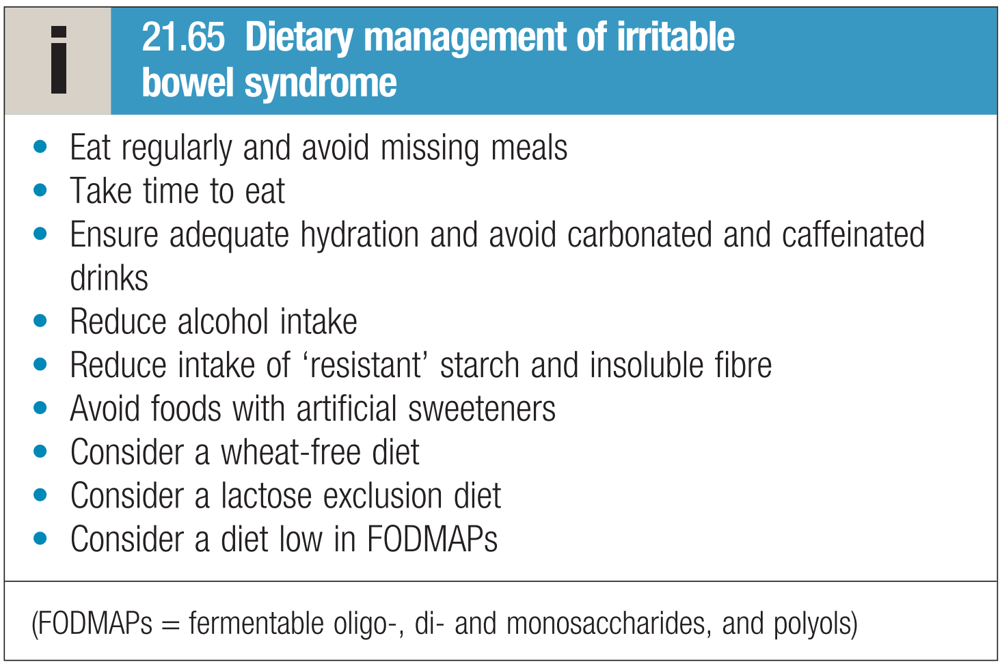 i
21.65 Dietary management of irritable
bowel syndrome
• Eat regularly and avoid missing meals
• Take time to eat
• Ensure adequate hydration and avoid carbonated and caffeinated
drinks
• Reduce alcohol intake
• Reduce intake of ‘resistant’ starch and insoluble fibre
• Avoid foods with artificial sweeteners
• Consider a wheat-free diet
• Consider a lactose exclusion diet
• Consider a diet low in FODMAPs
(FODMAPs = fermentable oligo-, di- and monosaccharides, and polyols)